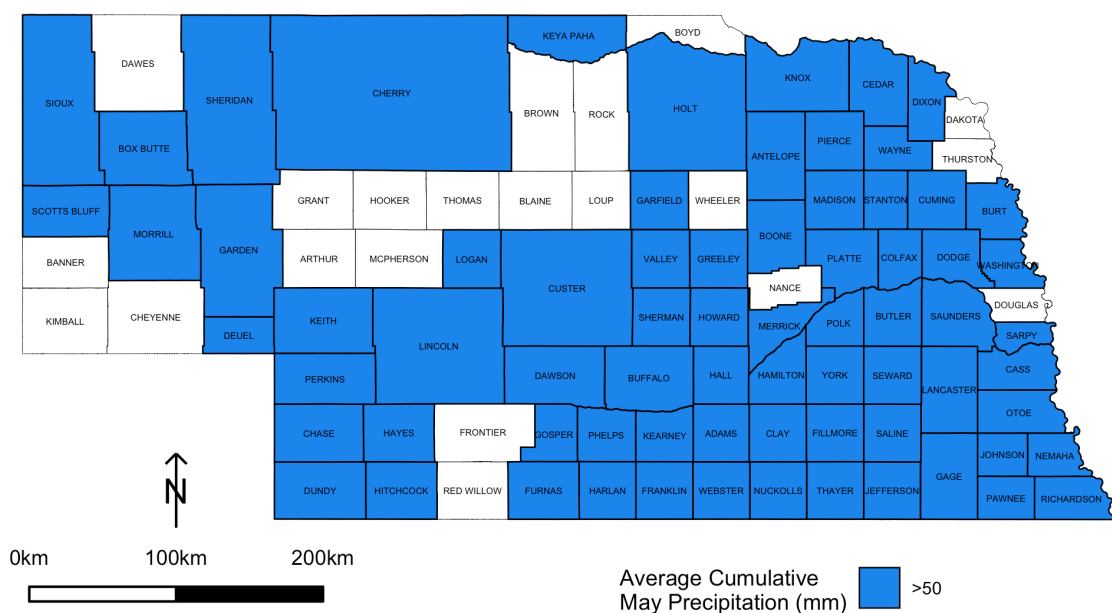 BOYD
KEYA PAHA
DAWES
KNOX
CEDAR
SIOUX
SHERIDAN
CHERRY
DIXON
HOLT
BROWN
ROCK
DAKOTA
BOX BUTTE
PIERCE
WAYNE
ANTELOPE
THURSTON
GRANT
HOOKER
THOMAS
BLAINE
LOUP
GARFIELD
WHEELER
MADISON
STANTON
CUMING
SCOTTS BLUFF
BURT
MORRILL
BOONE
GARDEN
BANNER
ARTHUR
MCPHERSON
LOGAN
VALLEY
GREELEY
PLATTE
COLFAX
DODGE
WASHINGTON
CUSTER
NANCE
DOUGLAS
KIMBALL
CHEYENNE
KEITH
SHERMAN
HOWARD
MERRICK
POLK
BUTLER
SAUNDERS
DEUEL
SARPY
LINCOLN
PERKINS
DAWSON
BUFFALO
HALL
HAMILTON
YORK
SEWARD
CASS
LANCASTER
OTOE
CHASE
HAYES
FRONTIER
GOSPER
PHELPS
KEARNEY
ADAMS
CLAY
FILLMORE
SALINE
JOHNSON
NEMAHA
GAGE
DUNDY
HITCHCOCK
RED WILLOW
FURNAS
HARLAN
FRANKLIN
WEBSTER
NUCKOLLS
THAYER
JEFFERSON
PAWNEE
RICHARDSON
N
0km 100km 200km
Average Cumulative
May Precipitation (mm)
>50